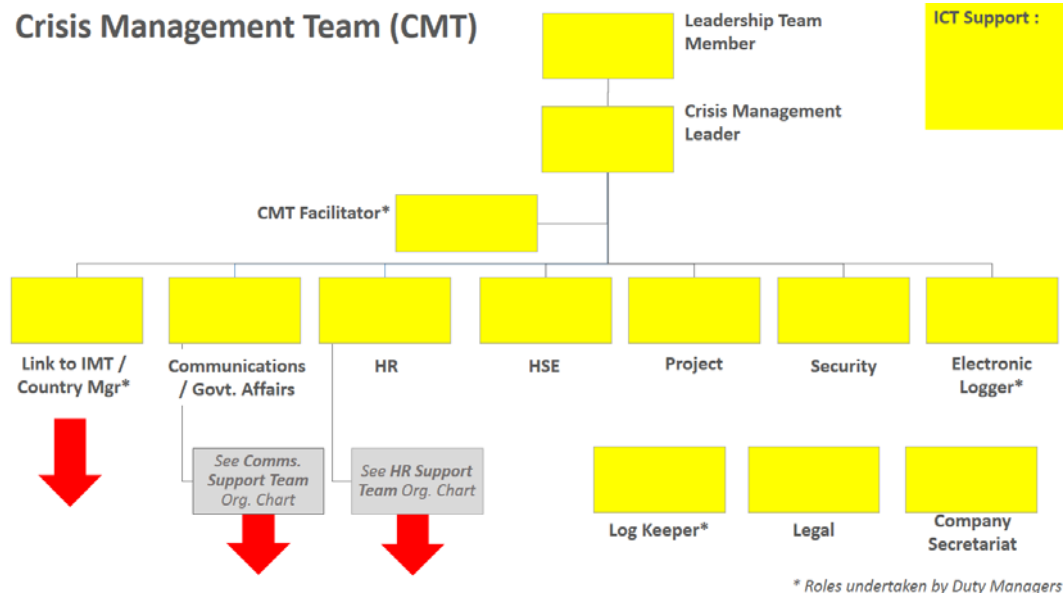 Crisis Management Team (CMT)
Leadership Team
Member
ICT Support :
Crisis Management
Leader
CMT Facilitator*
Link to IMT /
Country Mgr*
Communications
/ Govt. Affairs
HR
HSE
Project
Security
Electronic
Logger*
See Comms.
Support Team
Org. Chart
See HR Support
Team Org. Chart
Log Keeper*
Legal
Company
Secretariat
* Roles undertaken by Duty Managers